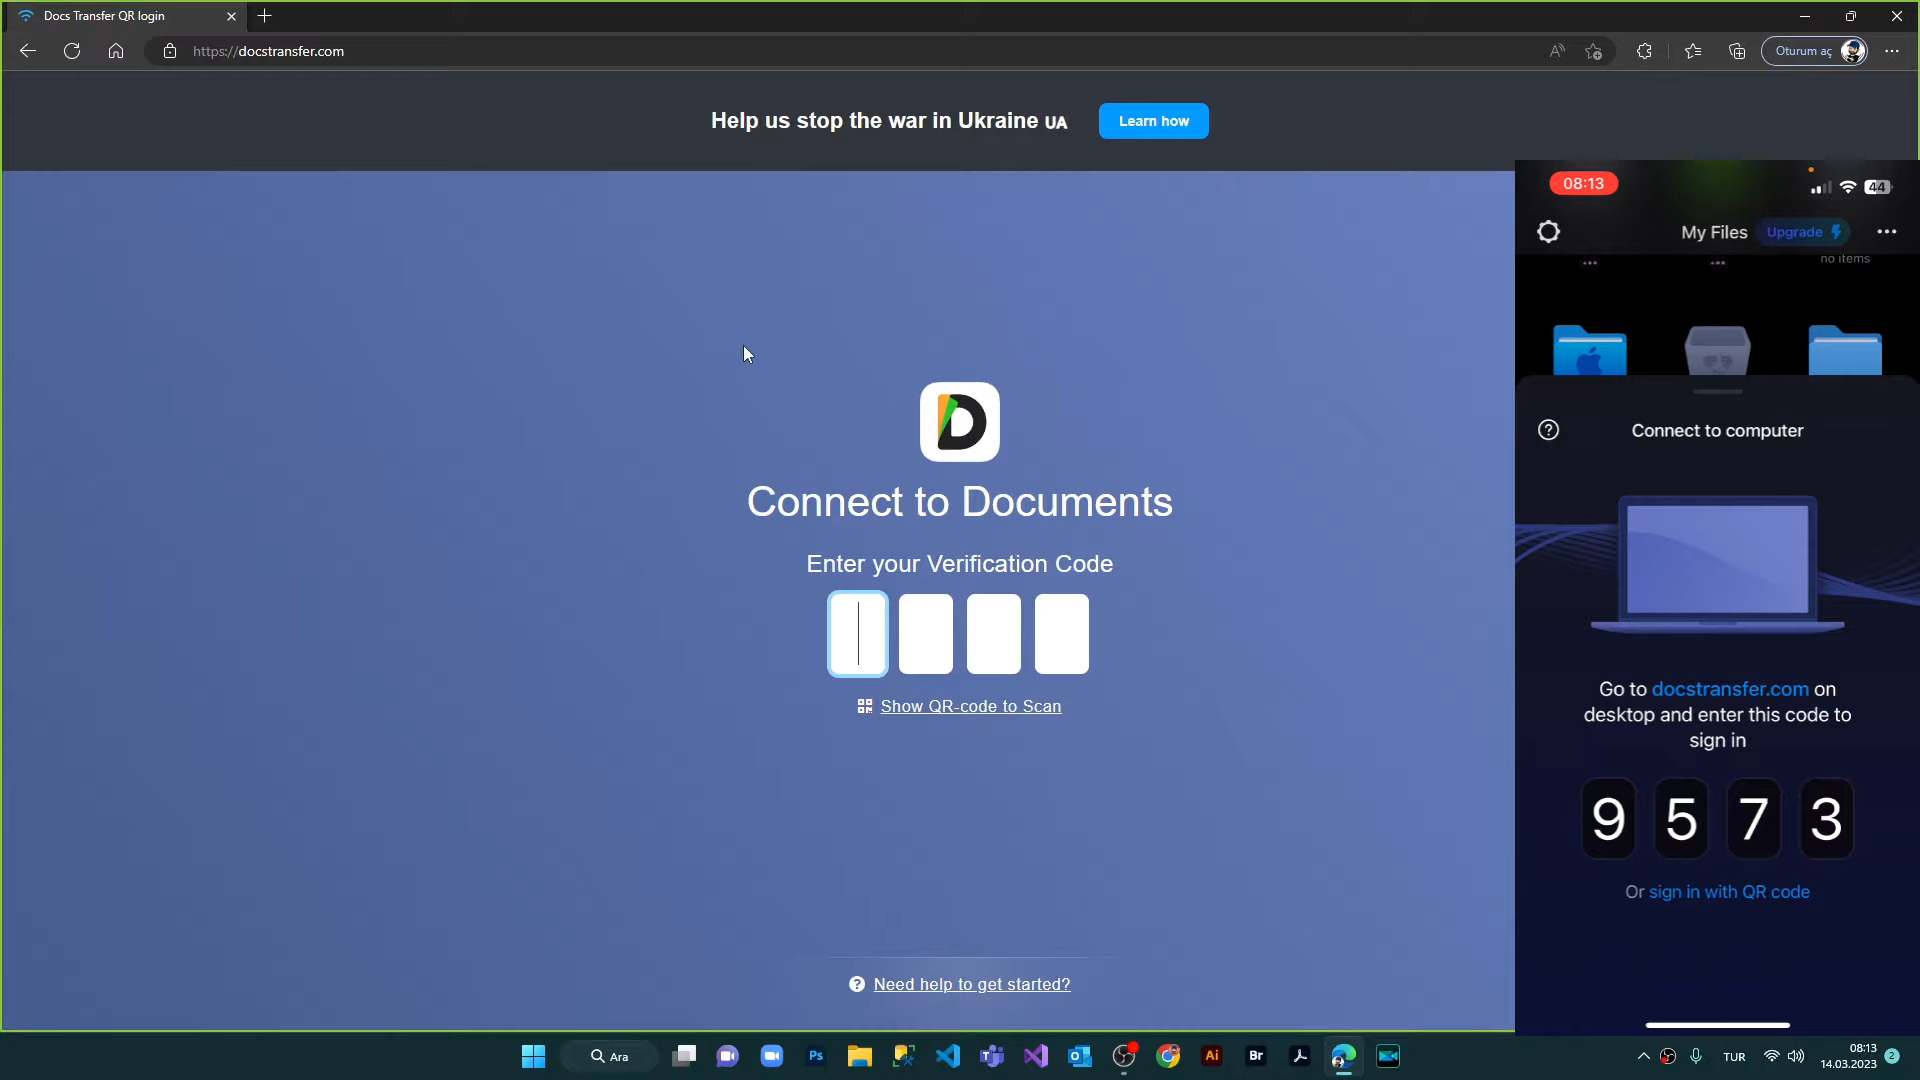 Docs Transfer QR login
https://docstransfer.com
Oturum aç
Help us stop the war in Ukraine UA
Learn how
Connect to Documents
Enter your Verification Code
Show QR-code to Scan
Need help to get started?
08:13
44
My Files
Upgrade
no items
Connect to computer
Go to docstransfer.com on
desktop and enter this code to
sign in
9 5 7 3
Or sign in with QR code
Ara
Ps
Ai
Br
TUR
08:13
14.03.2023
2